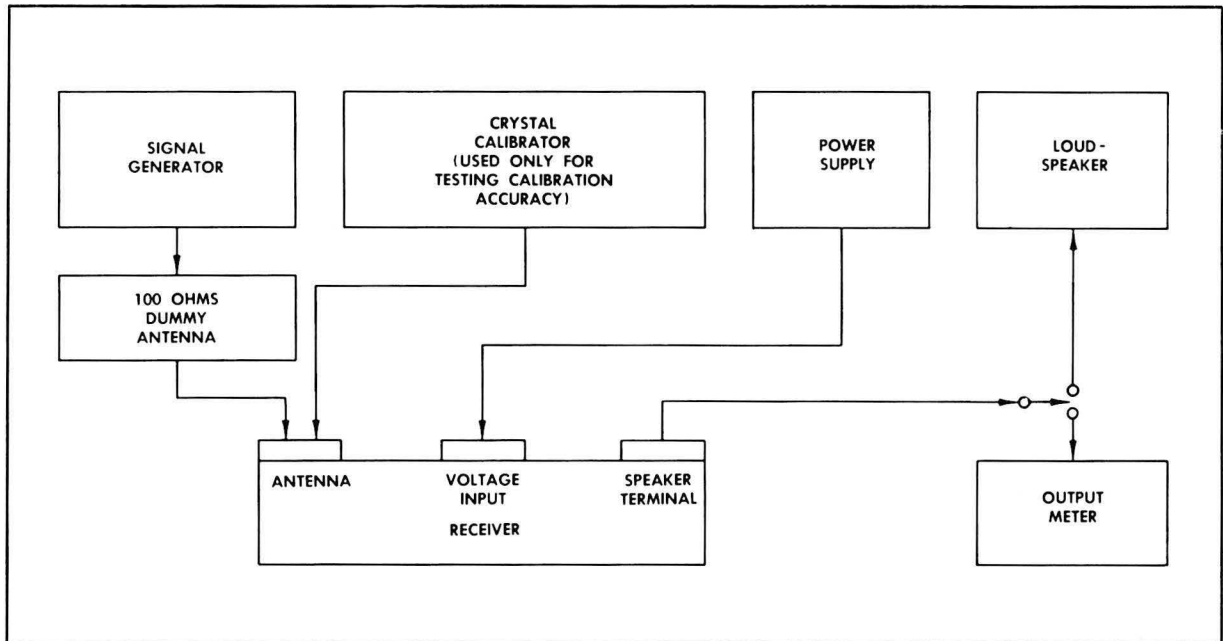 SIGNAL
GENERATOR
CRYSTAL
CALIBRATOR
(USED ONLY FOR
TESTING CALIBRATION
ACCURACY)
POWER
SUPPLY
LOUD-
SPEAKER
100 OHMS
DUMMY
ANTENNA
ANTENNA
VOLTAGE
INPUT
SPEAKER
TERMINAL
RECEIVER
OUTPUT
METER